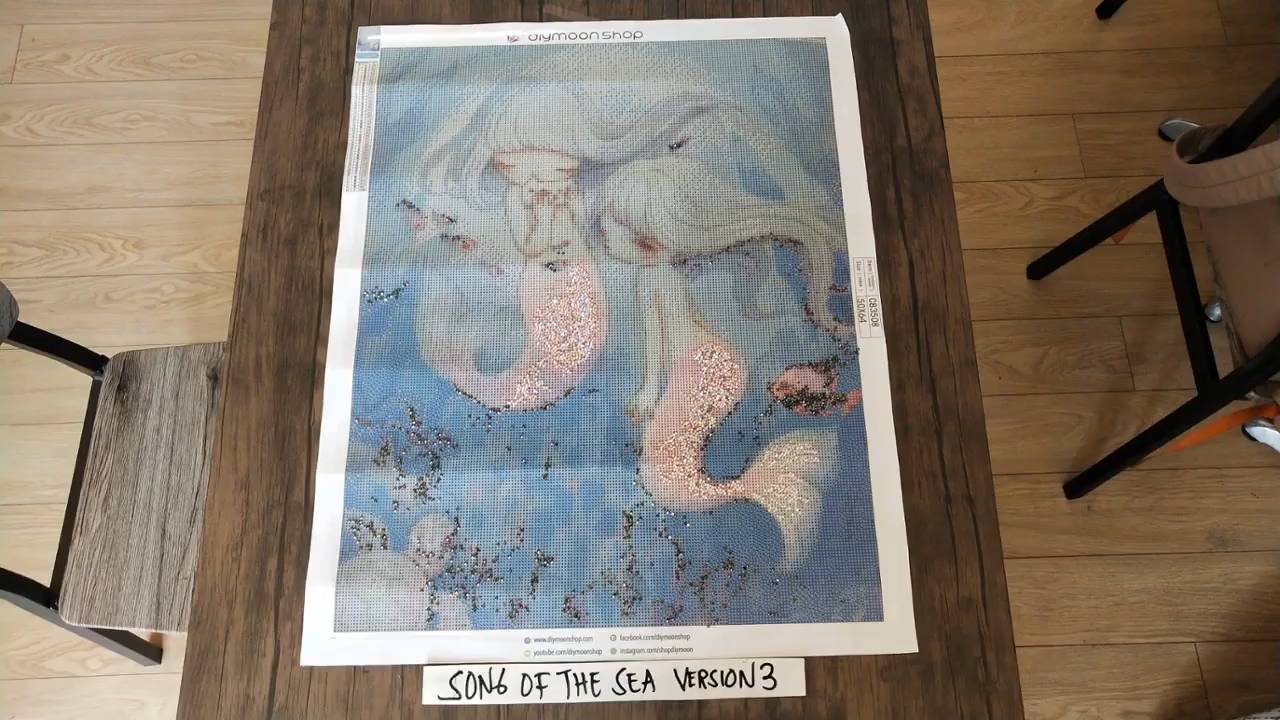 diymoon shop
C83508
50X64
www.diymoonshop.com
facebook.com/diymoonshop
youtube.com/diymoonshop
instagram.com/shopdiymoon
SONG OF THE SEA VERSION 3